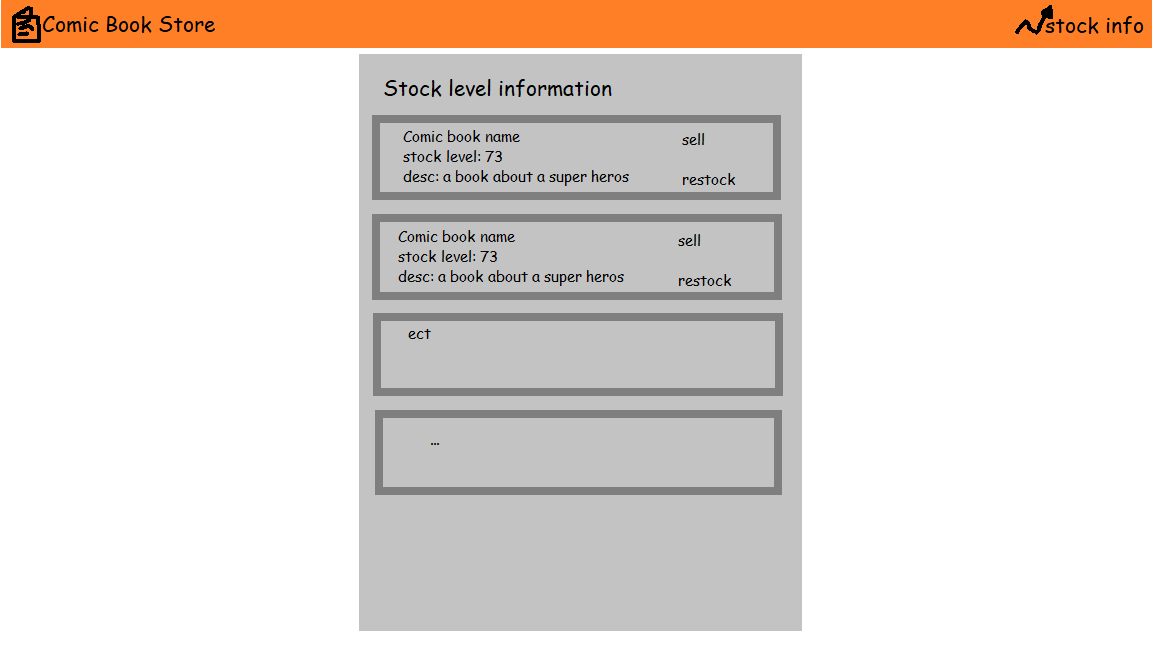 Comic Book Store
stock info
Stock level information
Comic book name
sell
stock level: 73
desc: a book about a super heros
restock
Comic book name
sell
stock level: 73
desc: a book about a super heros
restock
ect
...